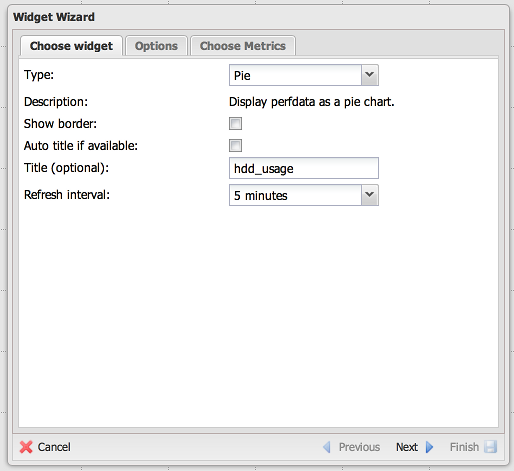 Widget Wizard
Choose widget Options Choose Metrics
Type: Pie
Description: Display perfdata as a pie chart.
Show border:
Auto title if available:
Title (optional): hdd_usage
Refresh interval: 5 minutes
Cancel Previous Next Finish